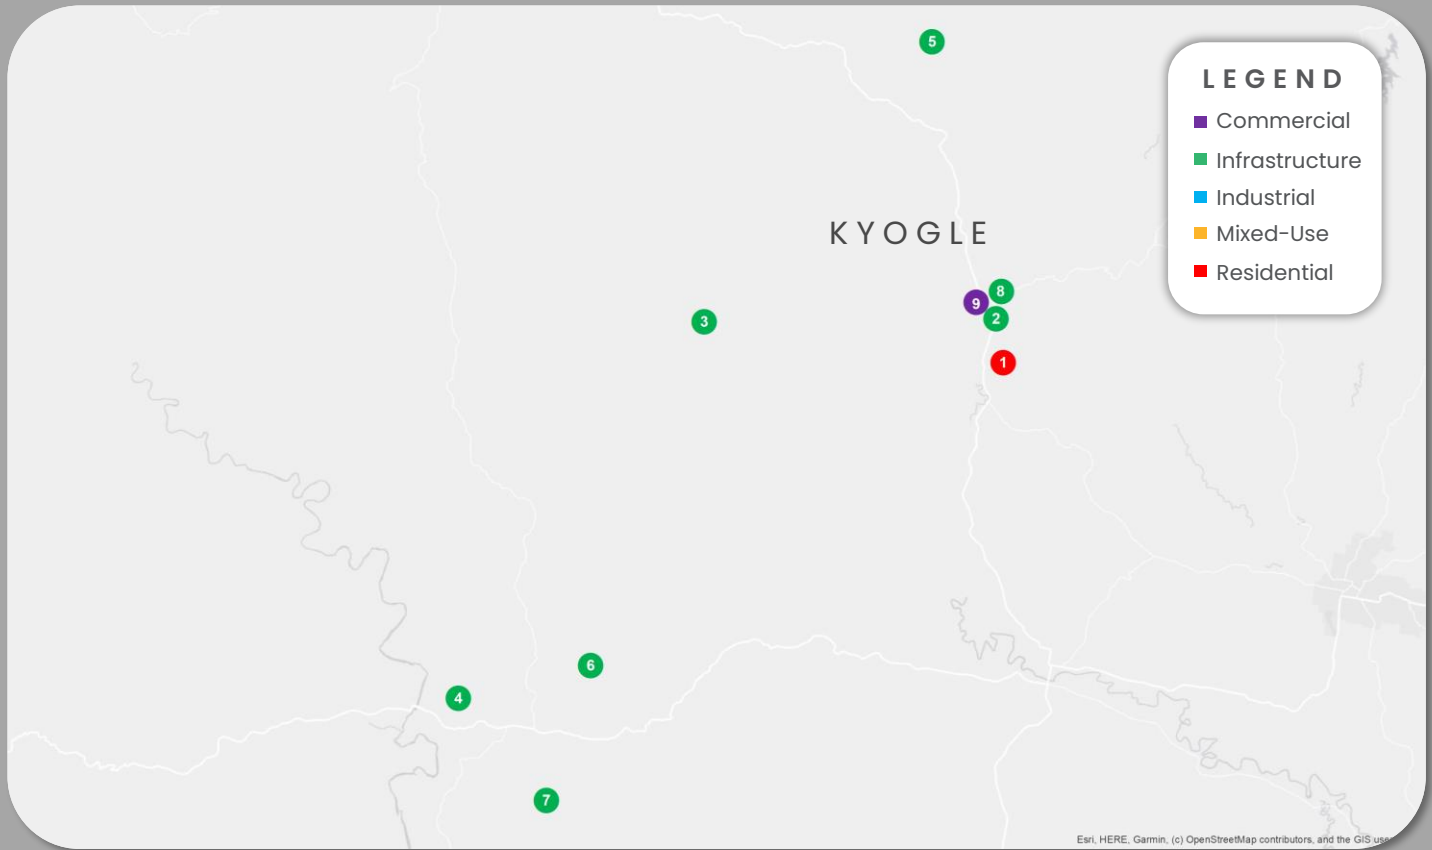 5
LEGEND
Commercial
Infrastructure
Industrial
Mixed-Use
Residential
KYOGLE
8
9
2
3
1
6
4
7
Esri, HERE, Garmin, (c) OpenStreetMap contributors, and the GIS